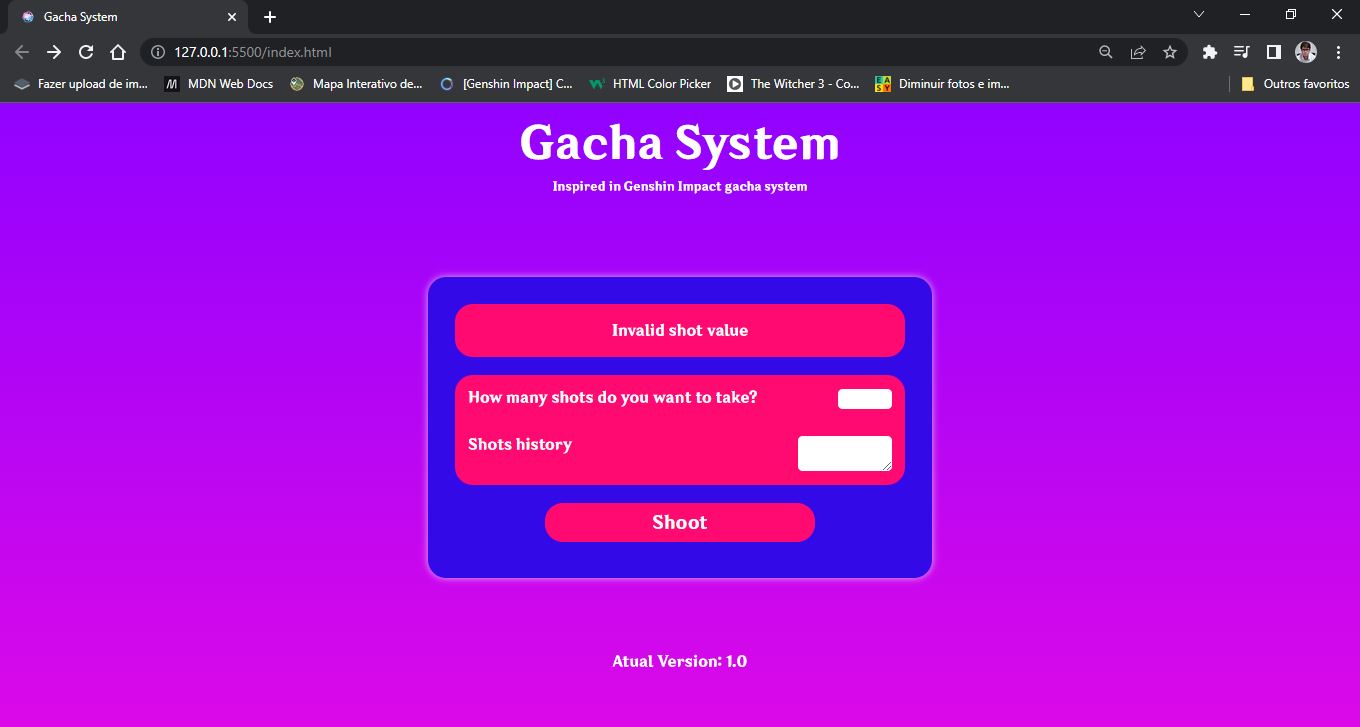 Gacha System
127.0.0.1:5500/index.html
Fazer upload de im... MDN Web Docs Mapa Interativo de... [Genshin Impact] C... HTML Color Picker The Witcher 3 - Co... EASY Diminuir fotos e im... Outros favoritos
Gacha System
Inspired in Genshin Impact gacha system
Invalid shot value
How many shots do you want to take?
Shots history
Shoot
Atual Version: 1.0